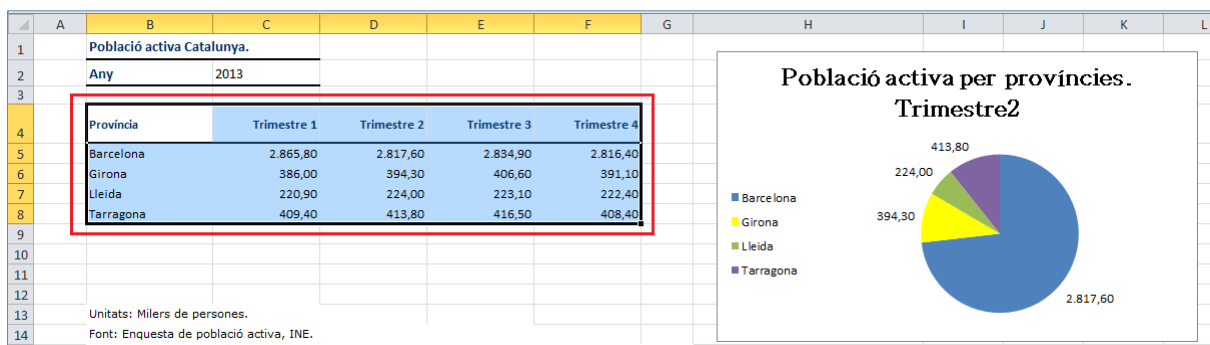 A B C D E F G H I J K L
1 Població activa Catalunya.
2 Any 2013
3
4 Província Trimestre 1 Trimestre 2 Trimestre 3 Trimestre 4
5 Barcelona 2.865,80 2.817,60 2.834,90 2.816,40
6 Girona 386,00 394,30 406,60 391,10
7 Lleida 220,90 224,00 223,10 222,40
8 Tarragona 409,40 413,80 416,50 408,40
9
10
11
12
13 Unitats: Milers de persones.
14 Font: Enquesta de població activa, INE.
Població activa per províncies.
Trimestre2
413,80
224,00
394,30
2.817,60
Barcelona
Girona
Lleida
Tarragona